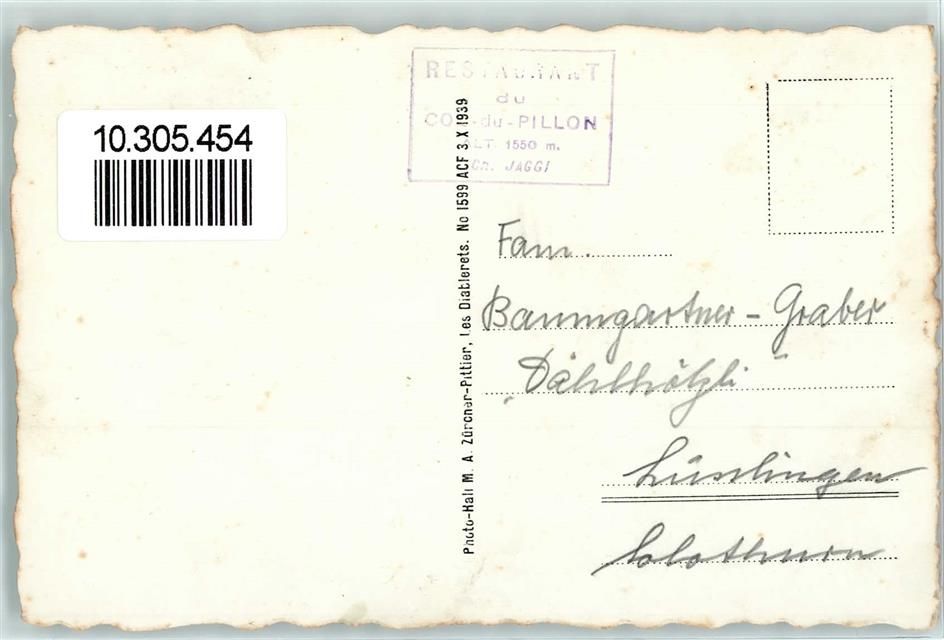 10.305.454
RESTAURANT
du
COL-du-PILLON
ALT. 1550 m.
CH. JAGGI
Photo-Hall M. A. Zürcher-Pittier, Les Diablerets. No 1599 ACF 3.X 1939
Fam.
Baumgartner - Graber
„Dählhölzli"
Lüsslingen
Solothurn